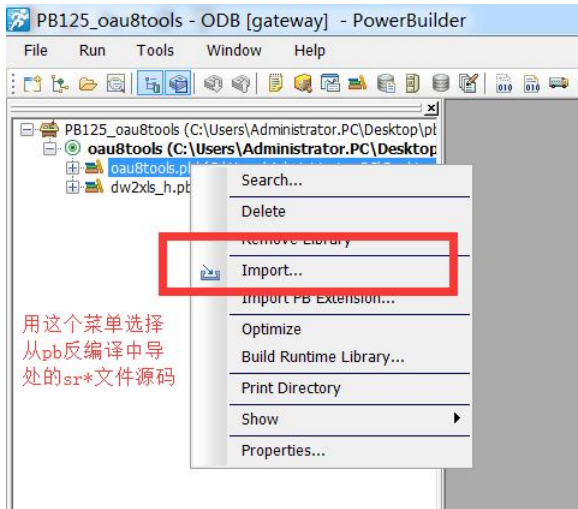 PB125_oau8tools - ODB [gateway] - PowerBuilder
File Run Tools Window Help
PB125_oau8tools (C:\Users\Administrator.PC\Desktop\pb
oau8tools (C:\Users\Administrator.PC\Desktop
oau8tools.pb
dw2xls_h.pb
Search...
Delete
Remove Library
Import...
Import PB Extension...
Optimize
Build Runtime Library...
Print Directory
Show
Properties...
用这个菜单选择
从pb反编译中导
处的sr*文件源码